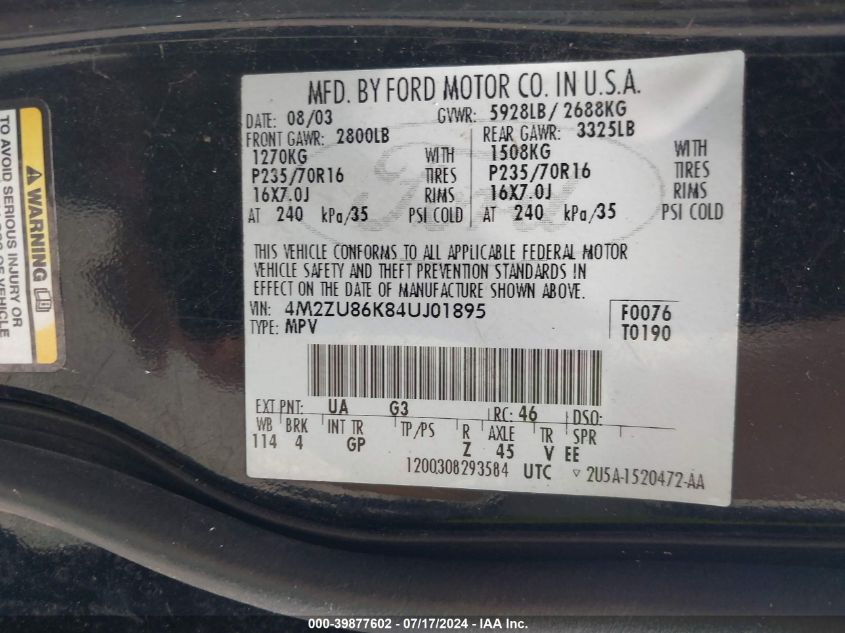 MFD. BY FORD MOTOR CO. IN U.S.A.
DATE: 08/03 GVWR: 5928LB/ 2688KG
FRONT GAWR: 2800LB REAR GAWR: 3325LB
1270KG WITH 1508KG WITH
P235/70R16 TIRES P235/70R16 TIRES
16X7.0J RIMS 16X7.0J RIMS
AT 240 kPa/35 PSI COLD AT 240 kPa/35 PSI COLD
Ford
THIS VEHICLE CONFORMS TO ALL APPLICABLE FEDERAL MOTOR
VEHICLE SAFETY AND THEFT PREVENTION STANDARDS IN
EFFECT ON THE DATE OF MANUFACTURE SHOWN ABOVE.
VIN: 4M2ZU86K84UJ01895 F0076
TYPE: MPV T0190
EXT PNT: UA G3 RC: 46 DSO:
WB BRK INT TR TP/PS R AXLE TR SPR
114 4 GP Z 45 V EE
1200308293584 UTC ▽ 2U5A-1520472-AA
WARNING
TO AVOID SERIOUS INJURY OR
OF VEHICLE
000-39877602 - 07/17/2024 - IAA Inc.